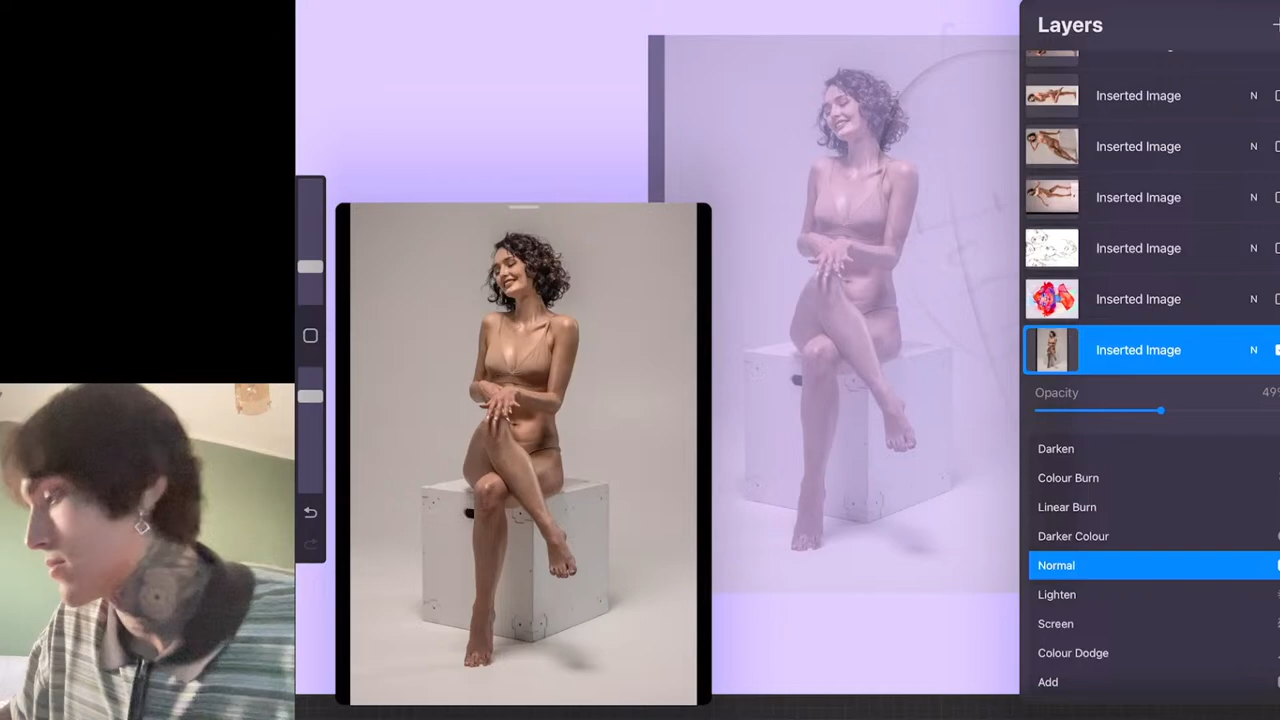 Layers
Inserted Image N
Inserted Image N
Inserted Image N
Inserted Image N
Inserted Image N
Inserted Image N
Opacity 49%
Darken
Colour Burn
Linear Burn
Darker Colour
Normal
Lighten
Screen
Colour Dodge
Add